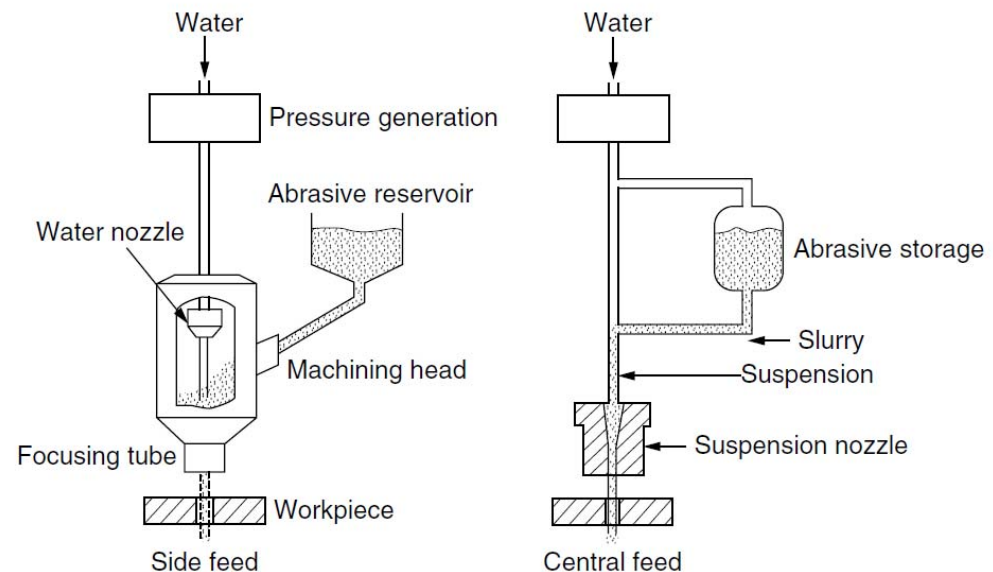 Water
Pressure generation
Abrasive reservoir
Water nozzle
Machining head
Focusing tube
Workpiece
Side feed
Water
Abrasive storage
Slurry
Suspension
Suspension nozzle
Central feed